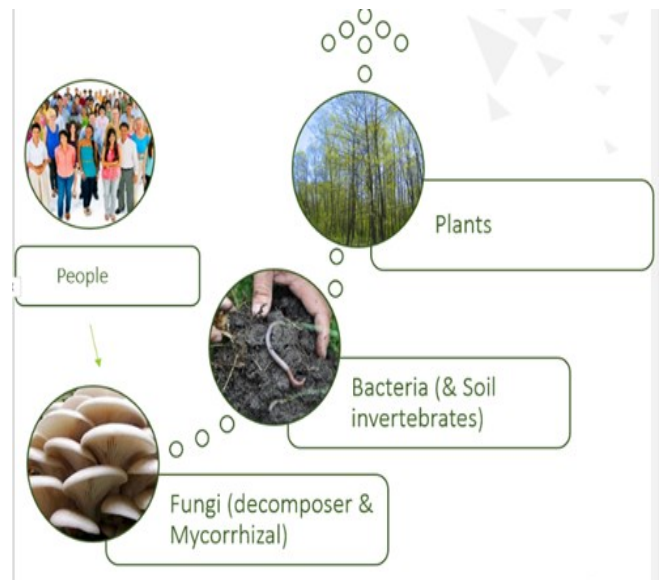 Plants
People
Bacteria (& Soil
invertebrates)
Fungi (decomposer &
Mycorrhizal)